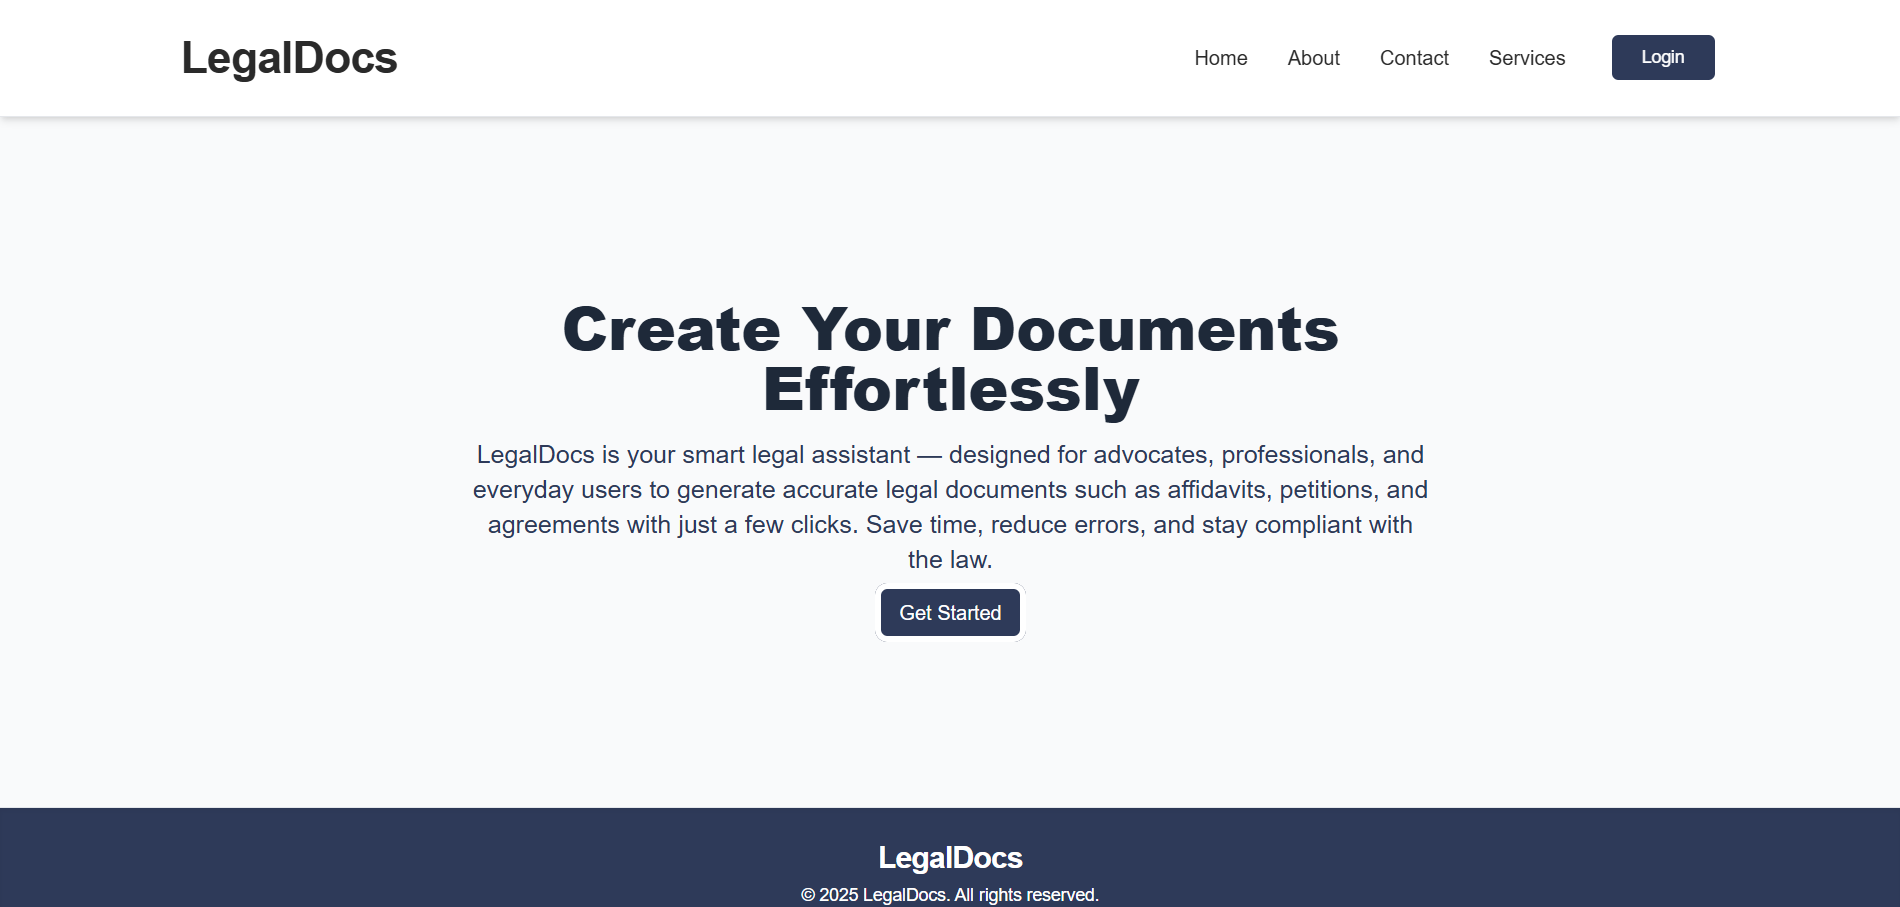 LegalDocs
Home
About
Contact
Services
Login
Create Your Documents
Effortlessly
LegalDocs is your smart legal assistant — designed for advocates, professionals, and
everyday users to generate accurate legal documents such as affidavits, petitions, and
agreements with just a few clicks. Save time, reduce errors, and stay compliant with
the law.
Get Started
LegalDocs
© 2025 LegalDocs. All rights reserved.